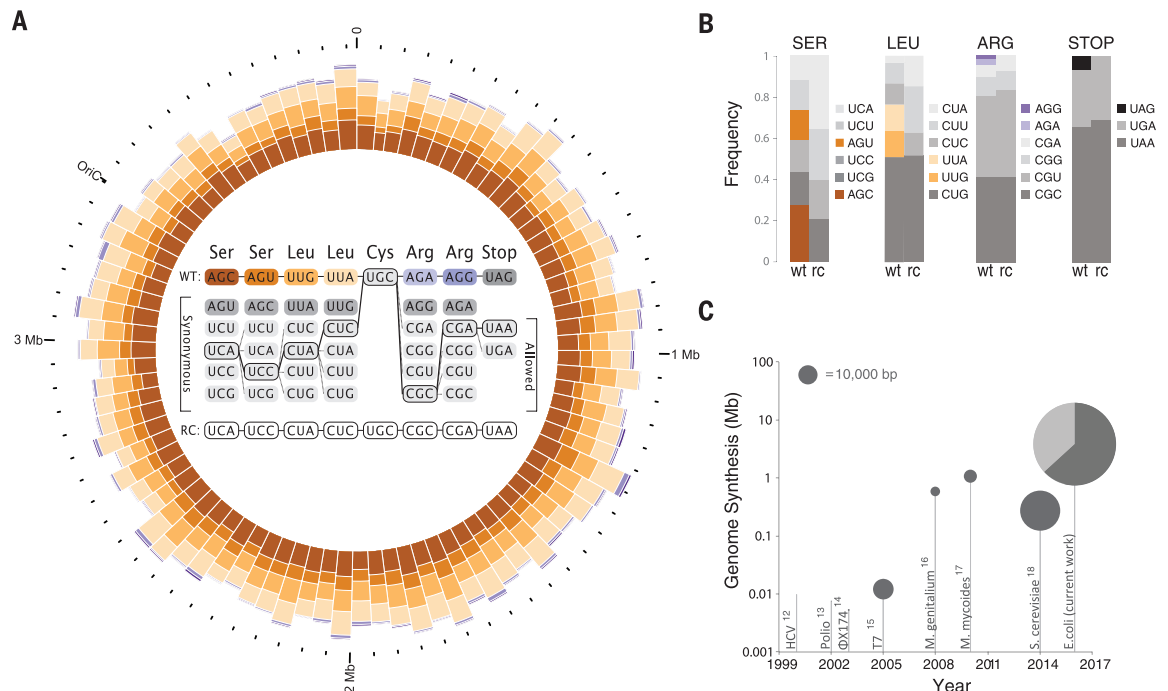 A
0
OriC
3 Mb
1 Mb
2 Mb
Ser Ser Leu Leu Cys Arg Arg Stop
WT: AGC AGU UUG UUA UGC AGA AGG UAG
Synonymous
AGU AGC UUA UUG AGG AGA
UCU UCU CUC CUC CGA CGA UAA
UCA UCA CUA CUA CGG CGG UGA
UCC UCC CUU CUU CGU CGU
UCG UCG CUG CUG CGC CGC
Allowed
RC: UCA UCC CUA CUC UGC CGC CGA UAA
B
SER LEU ARG STOP
Frequency
1
0.8
0.6
0.4
0.2
0
wt rc wt rc wt rc wt rc
UCA
UCU
AGU
UCC
UCG
AGC
CUA
CUU
CUC
UUA
UUG
CUG
AGG
AGA
CGA
CGG
CGU
CGC
UAG
UGA
UAA
C
Genome Synthesis (Mb)
100
10
1
0.1
0.01
0.001
=10,000 bp
HCV 12
Polio 13
ΦX174 14
T7 15
M. genitalium 16
M. mycoides 17
S. cerevisiae 18
E.coli (current work)
1999 2002 2005 2008 2011 2014 2017
Year